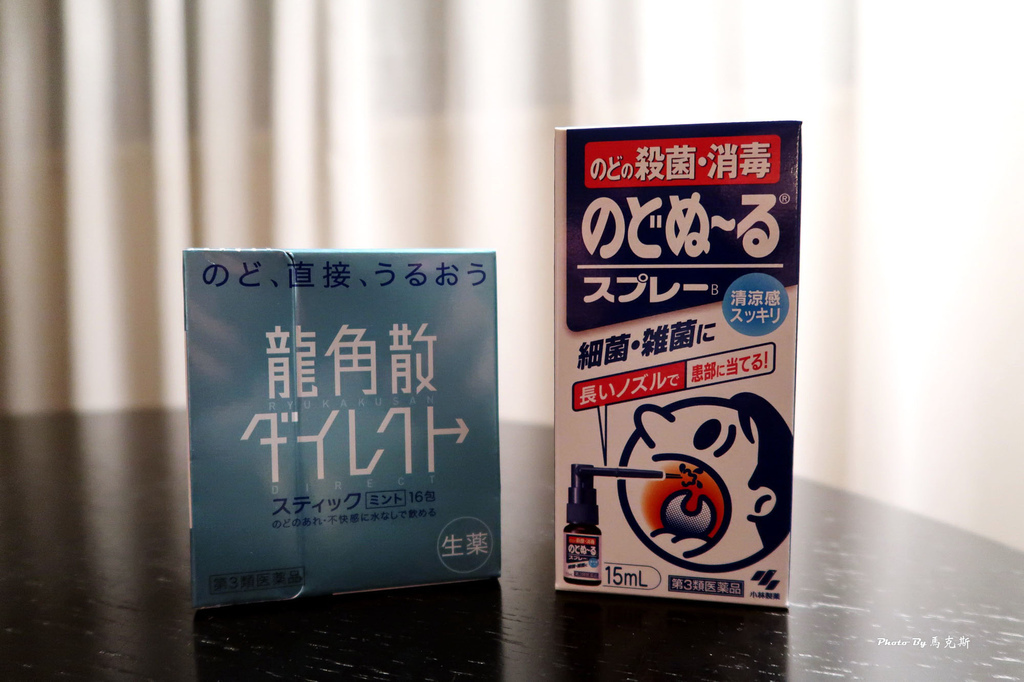 のど、直接、うるおう
龍角散
RYUKAKUSAN
ダイレクト
DIRECT
スティック ミント 16包
のどのあれ・不快感に水なしで飲める
生薬
第3類医薬品
のどの殺菌・消毒
のどぬ〜る®
スプレーB
清涼感
スッキリ
細菌・雑菌に
長いノズルで 患部に当てる!
のどぬ〜る
スプレー
15mL
第3類医薬品
小林製薬
Photo By 馬克斯